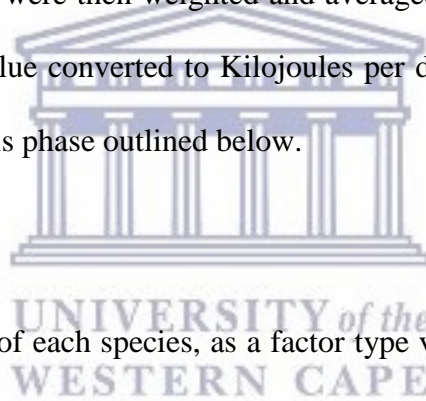 were then weighted and average
lue converted to Kilojoules per d
s phase outlined below.
UNIVERSITY of the
of each species, as a factor type v
WESTERN CAPE